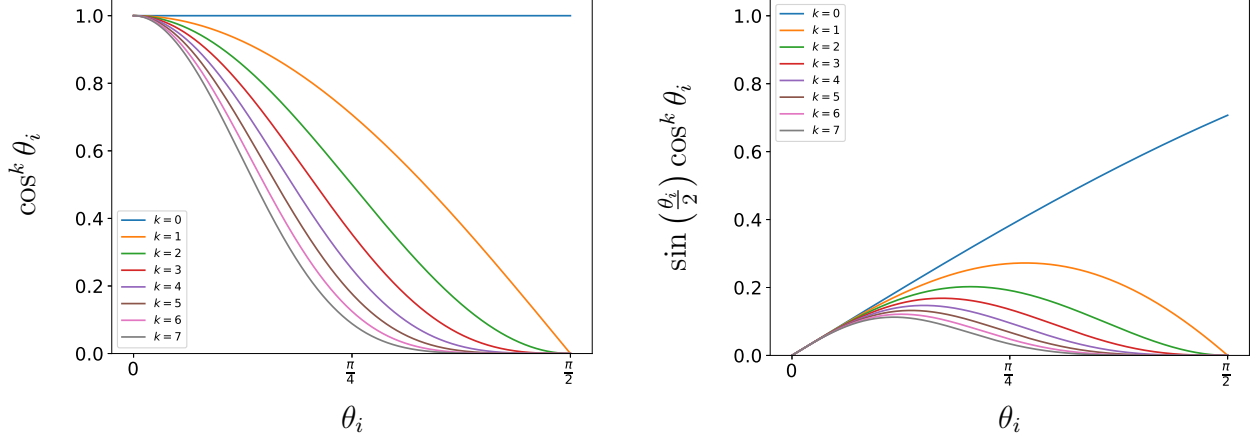 cos^k θ_i
1.0
0.8
0.6
0.4
0.2
0.0
k = 0
k = 1
k = 2
k = 3
k = 4
k = 5
k = 6
k = 7
0
π/4
π/2
θ_i
sin (θ_i/2) cos^k θ_i
1.0
0.8
0.6
0.4
0.2
0.0
k = 0
k = 1
k = 2
k = 3
k = 4
k = 5
k = 6
k = 7
0
π/4
π/2
θ_i